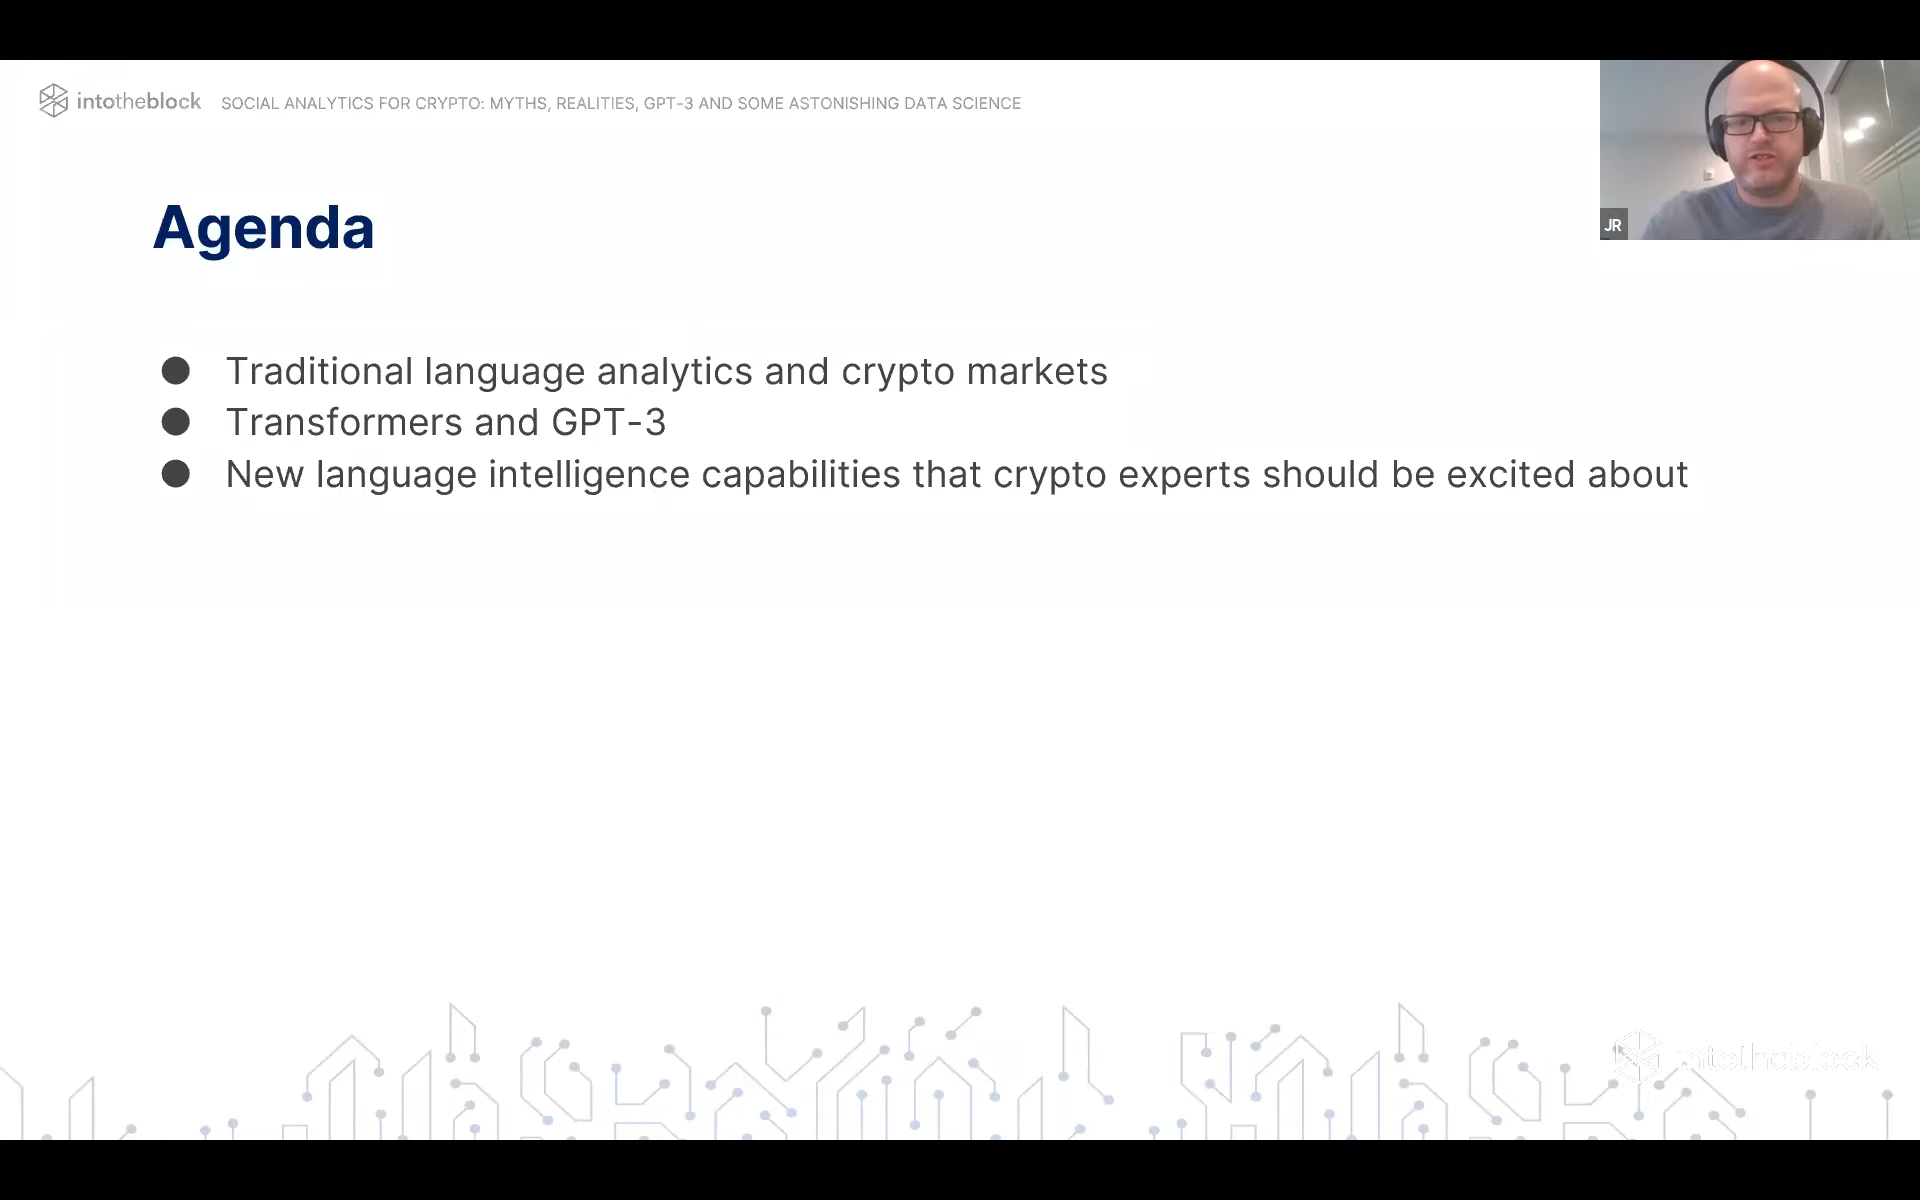 intotheblock SOCIAL ANALYTICS FOR CRYPTO: MYTHS, REALITIES, GPT-3 AND SOME ASTONISHING DATA SCIENCE
JR
Agenda
● Traditional language analytics and crypto markets
● Transformers and GPT-3
● New language intelligence capabilities that crypto experts should be excited about
intotheblock